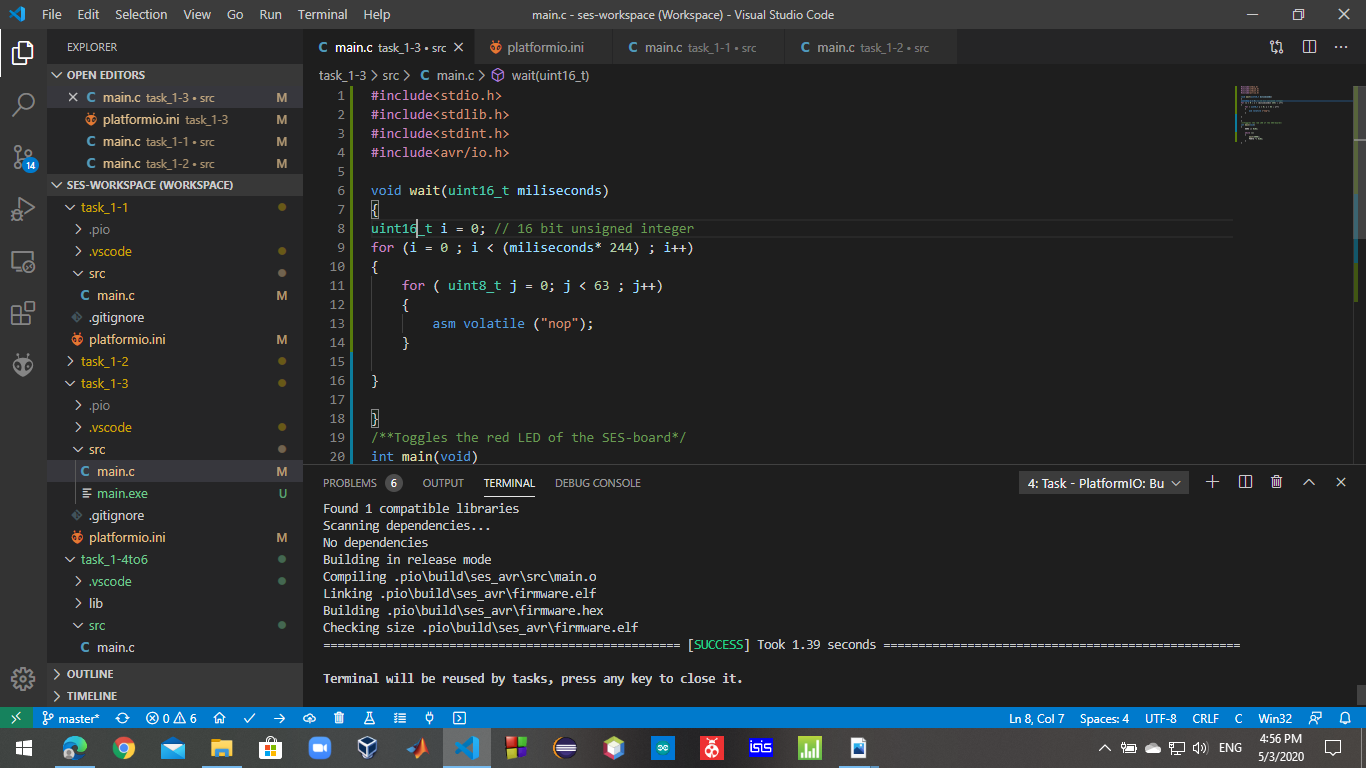 File Edit Selection View Go Run Terminal Help main.c - ses-workspace (Workspace) - Visual Studio Code
EXPLORER
OPEN EDITORS
main.c task_1-3 • src M
platformio.ini task_1-3 M
main.c task_1-1 • src M
main.c task_1-2 • src M
SES-WORKSPACE (WORKSPACE)
task_1-1
.pio
.vscode
src
main.c M
.gitignore
platformio.ini M
task_1-2
task_1-3
.pio
.vscode
src
main.c M
main.exe U
.gitignore
platformio.ini M
task_1-4to6
.vscode
lib
src
main.c
OUTLINE
TIMELINE
14
main.c task_1-3 • src platformio.ini main.c task_1-1 • src main.c task_1-2 • src
task_1-3 > src > C main.c > wait(uint16_t)
1 #include<stdio.h>
2 #include<stdlib.h>
3 #include<stdint.h>
4 #include<avr/io.h>
5
6 void wait(uint16_t miliseconds)
7 {
8 uint16_t i = 0; // 16 bit unsigned integer
9 for (i = 0 ; i < (miliseconds* 244) ; i++)
10 {
11 for ( uint8_t j = 0; j < 63 ; j++)
12 {
13 asm volatile ("nop");
14 }
15
16 }
17
18 }
19 /**Toggles the red LED of the SES-board*/
20 int main(void)
PROBLEMS 6 OUTPUT TERMINAL DEBUG CONSOLE 4: Task - PlatformIO: Bu
Found 1 compatible libraries
Scanning dependencies...
No dependencies
Building in release mode
Compiling .pio\build\ses_avr\src\main.o
Linking .pio\build\ses_avr\firmware.elf
Building .pio\build\ses_avr\firmware.hex
Checking size .pio\build\ses_avr\firmware.elf
================================================== [SUCCESS] Took 1.39 seconds ==================================================
Terminal will be reused by tasks, press any key to close it.
master* 0 6 Ln 8, Col 7 Spaces: 4 UTF-8 CRLF C Win32
isis ENG 4:56 PM
5/3/2020